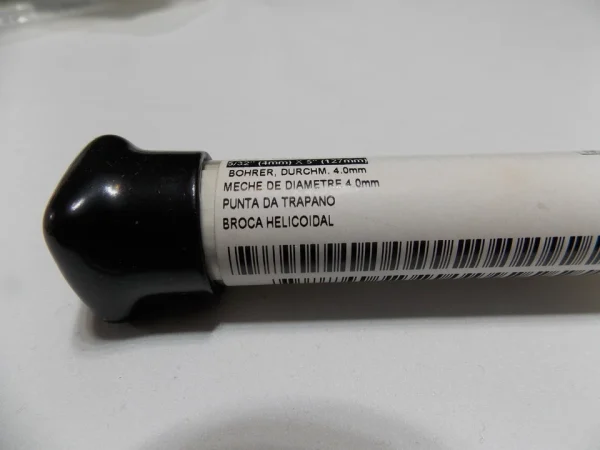 5/32" (4mm) X 5" (127mm)
BOHRER, DURCHM. 4.0mm
MECHE DE DIAMETRE 4.0mm
PUNTA DA TRAPANO
BROCA HELICOIDAL